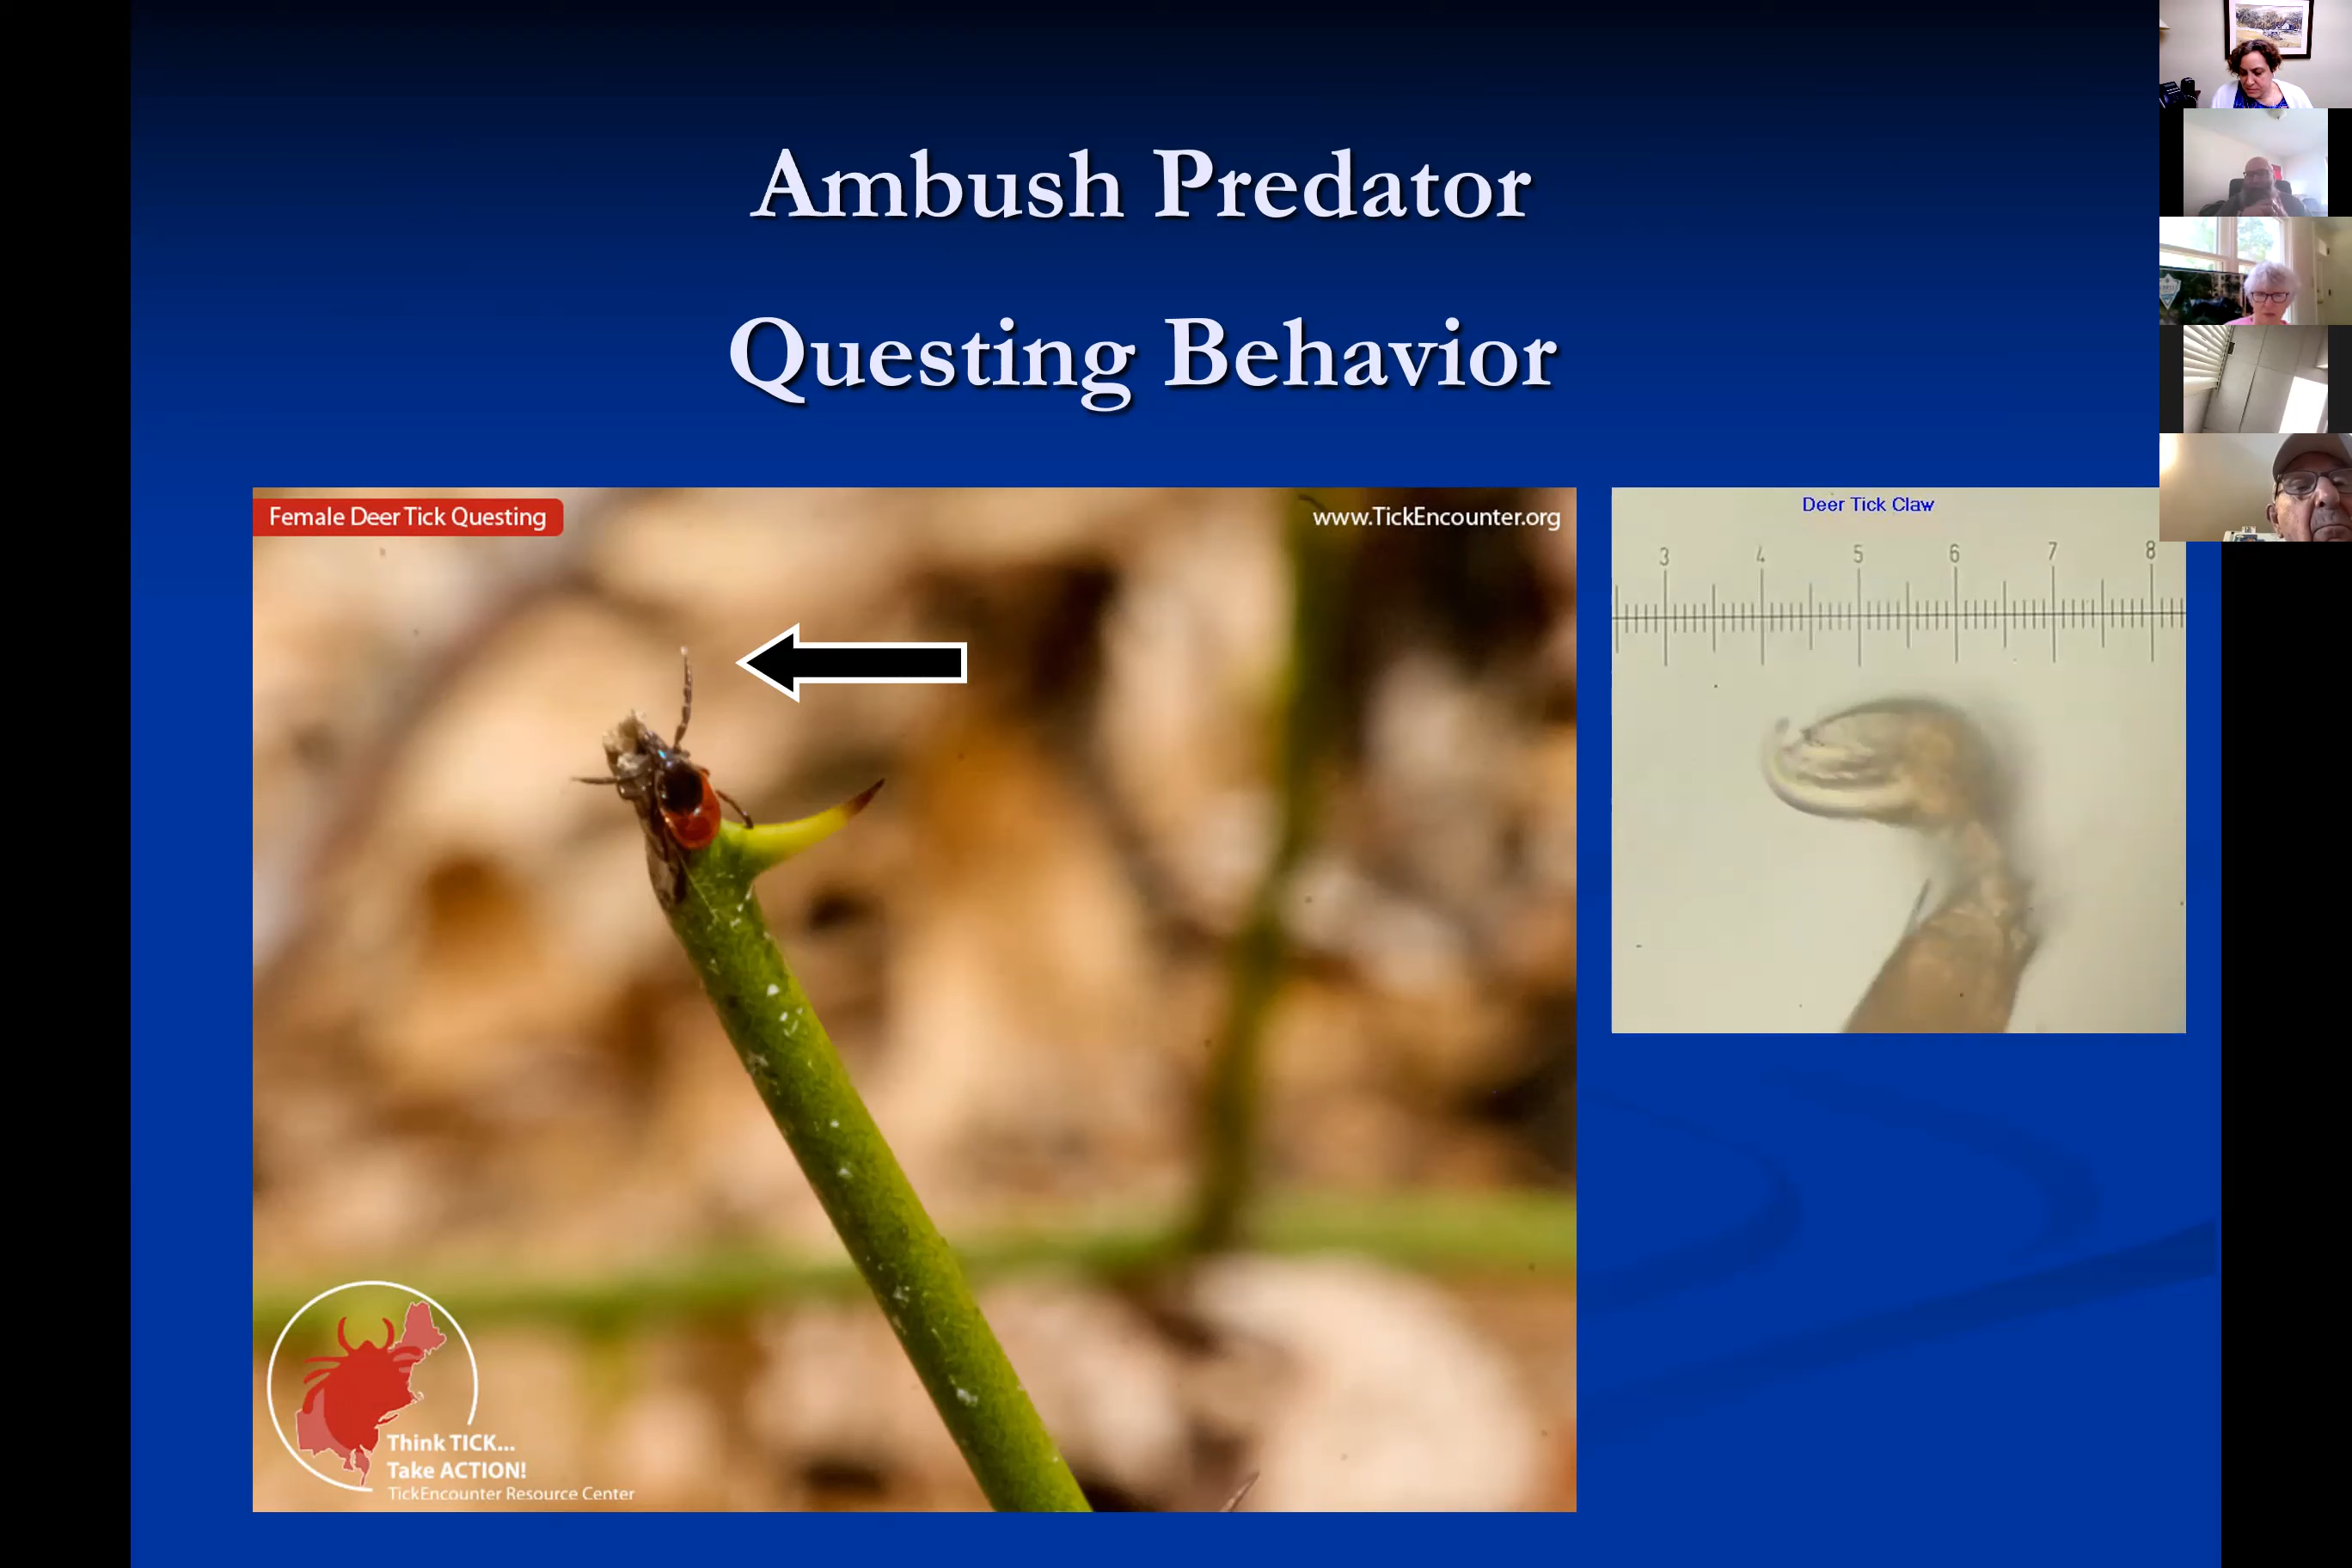 Ambush Predator
Questing Behavior
Female Deer Tick Questing
www.TickEncounter.org
Deer Tick Claw
3 4 5 6 7 8
Think TICK...
Take ACTION!
TickEncounter Resource Center